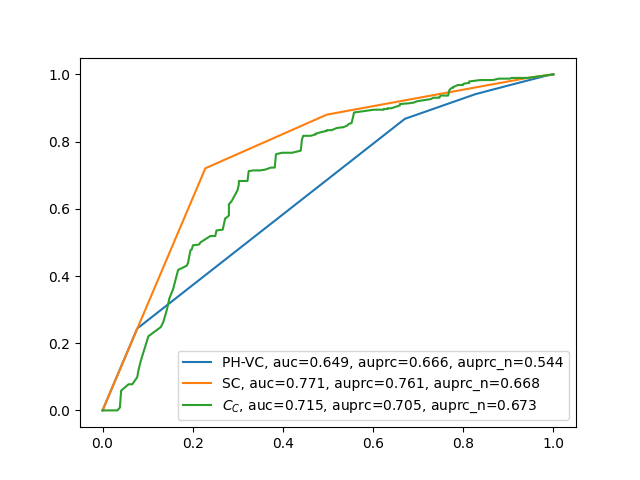 1.0
0.8
0.6
0.4
0.2
0.0
PH-VC, auc=0.649, auprc=0.666, auprc_n=0.544
SC, auc=0.771, auprc=0.761, auprc_n=0.668
C_C, auc=0.715, auprc=0.705, auprc_n=0.673
0.0 0.2 0.4 0.6 0.8 1.0